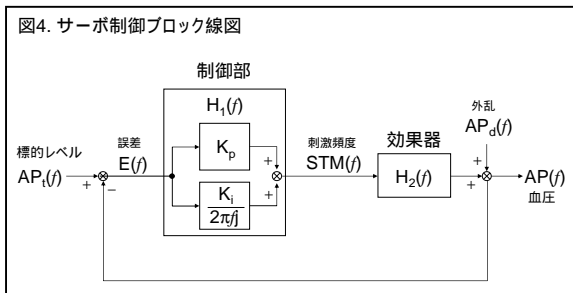 図4. サーボ制御ブロック線図
制御部
H₁(f)
標的レベル
APₜ(f)
+
−
誤差
E(f)
Kₚ
Kᵢ
2πfj
+
+
刺激頻度
STM(f)
効果器
H₂(f)
外乱
AP_d(f)
+
+
AP(f)
血圧